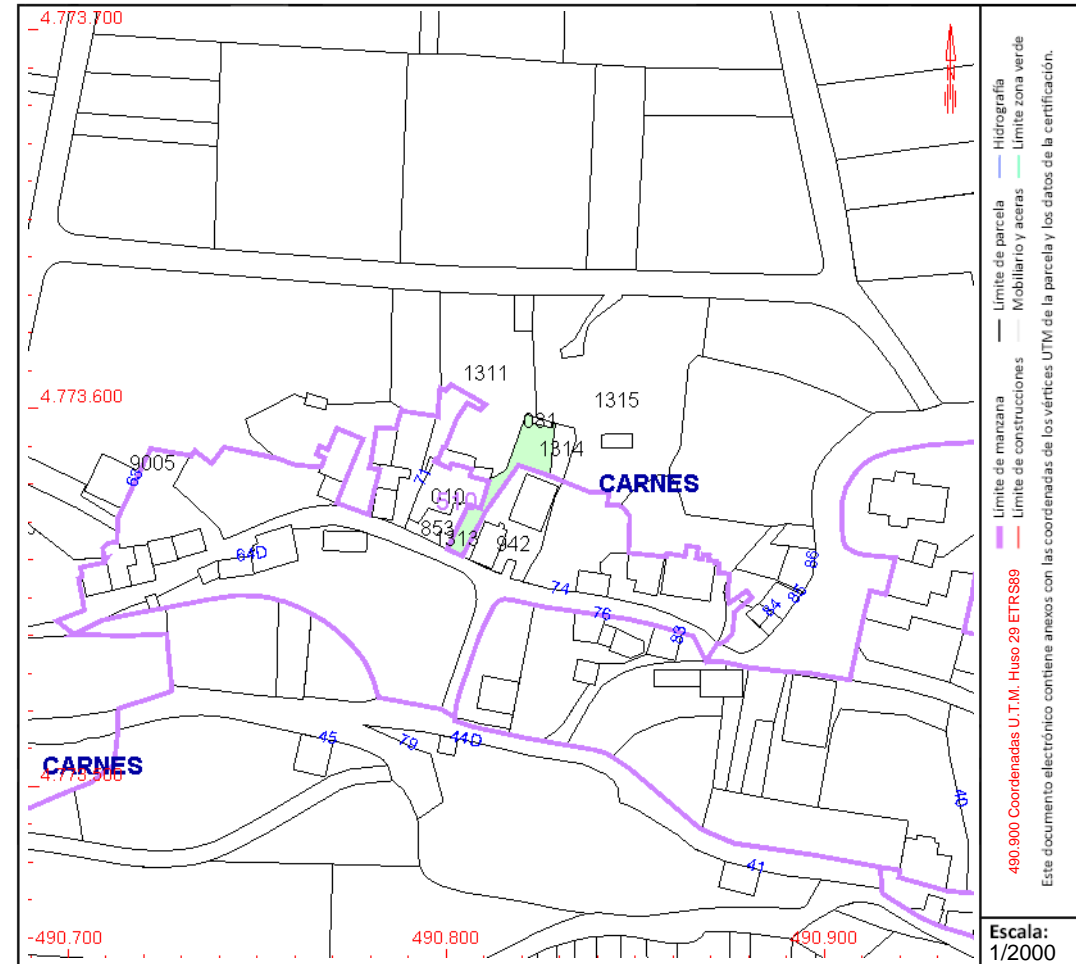 4.773.700
4.773.600
1311
1315
081
1314
9005
63
71
CARNES
010
510
853
1313
942
64D
74
76
83
84
85
86
45
79
44D
CARNES
4.773.500
40
41
490.700
490.800
490.900
Límite de manzana
Límite de parcela
Hidrografía
Límite de construcciones
Mobiliario y aceras
Límite zona verde
490.900 Coordenadas U.T.M. Huso 29 ETRS89
Este documento electrónico contiene anexos con las coordenadas de los vértices UTM de la parcela y los datos de la certificación.
Escala:
1/2000